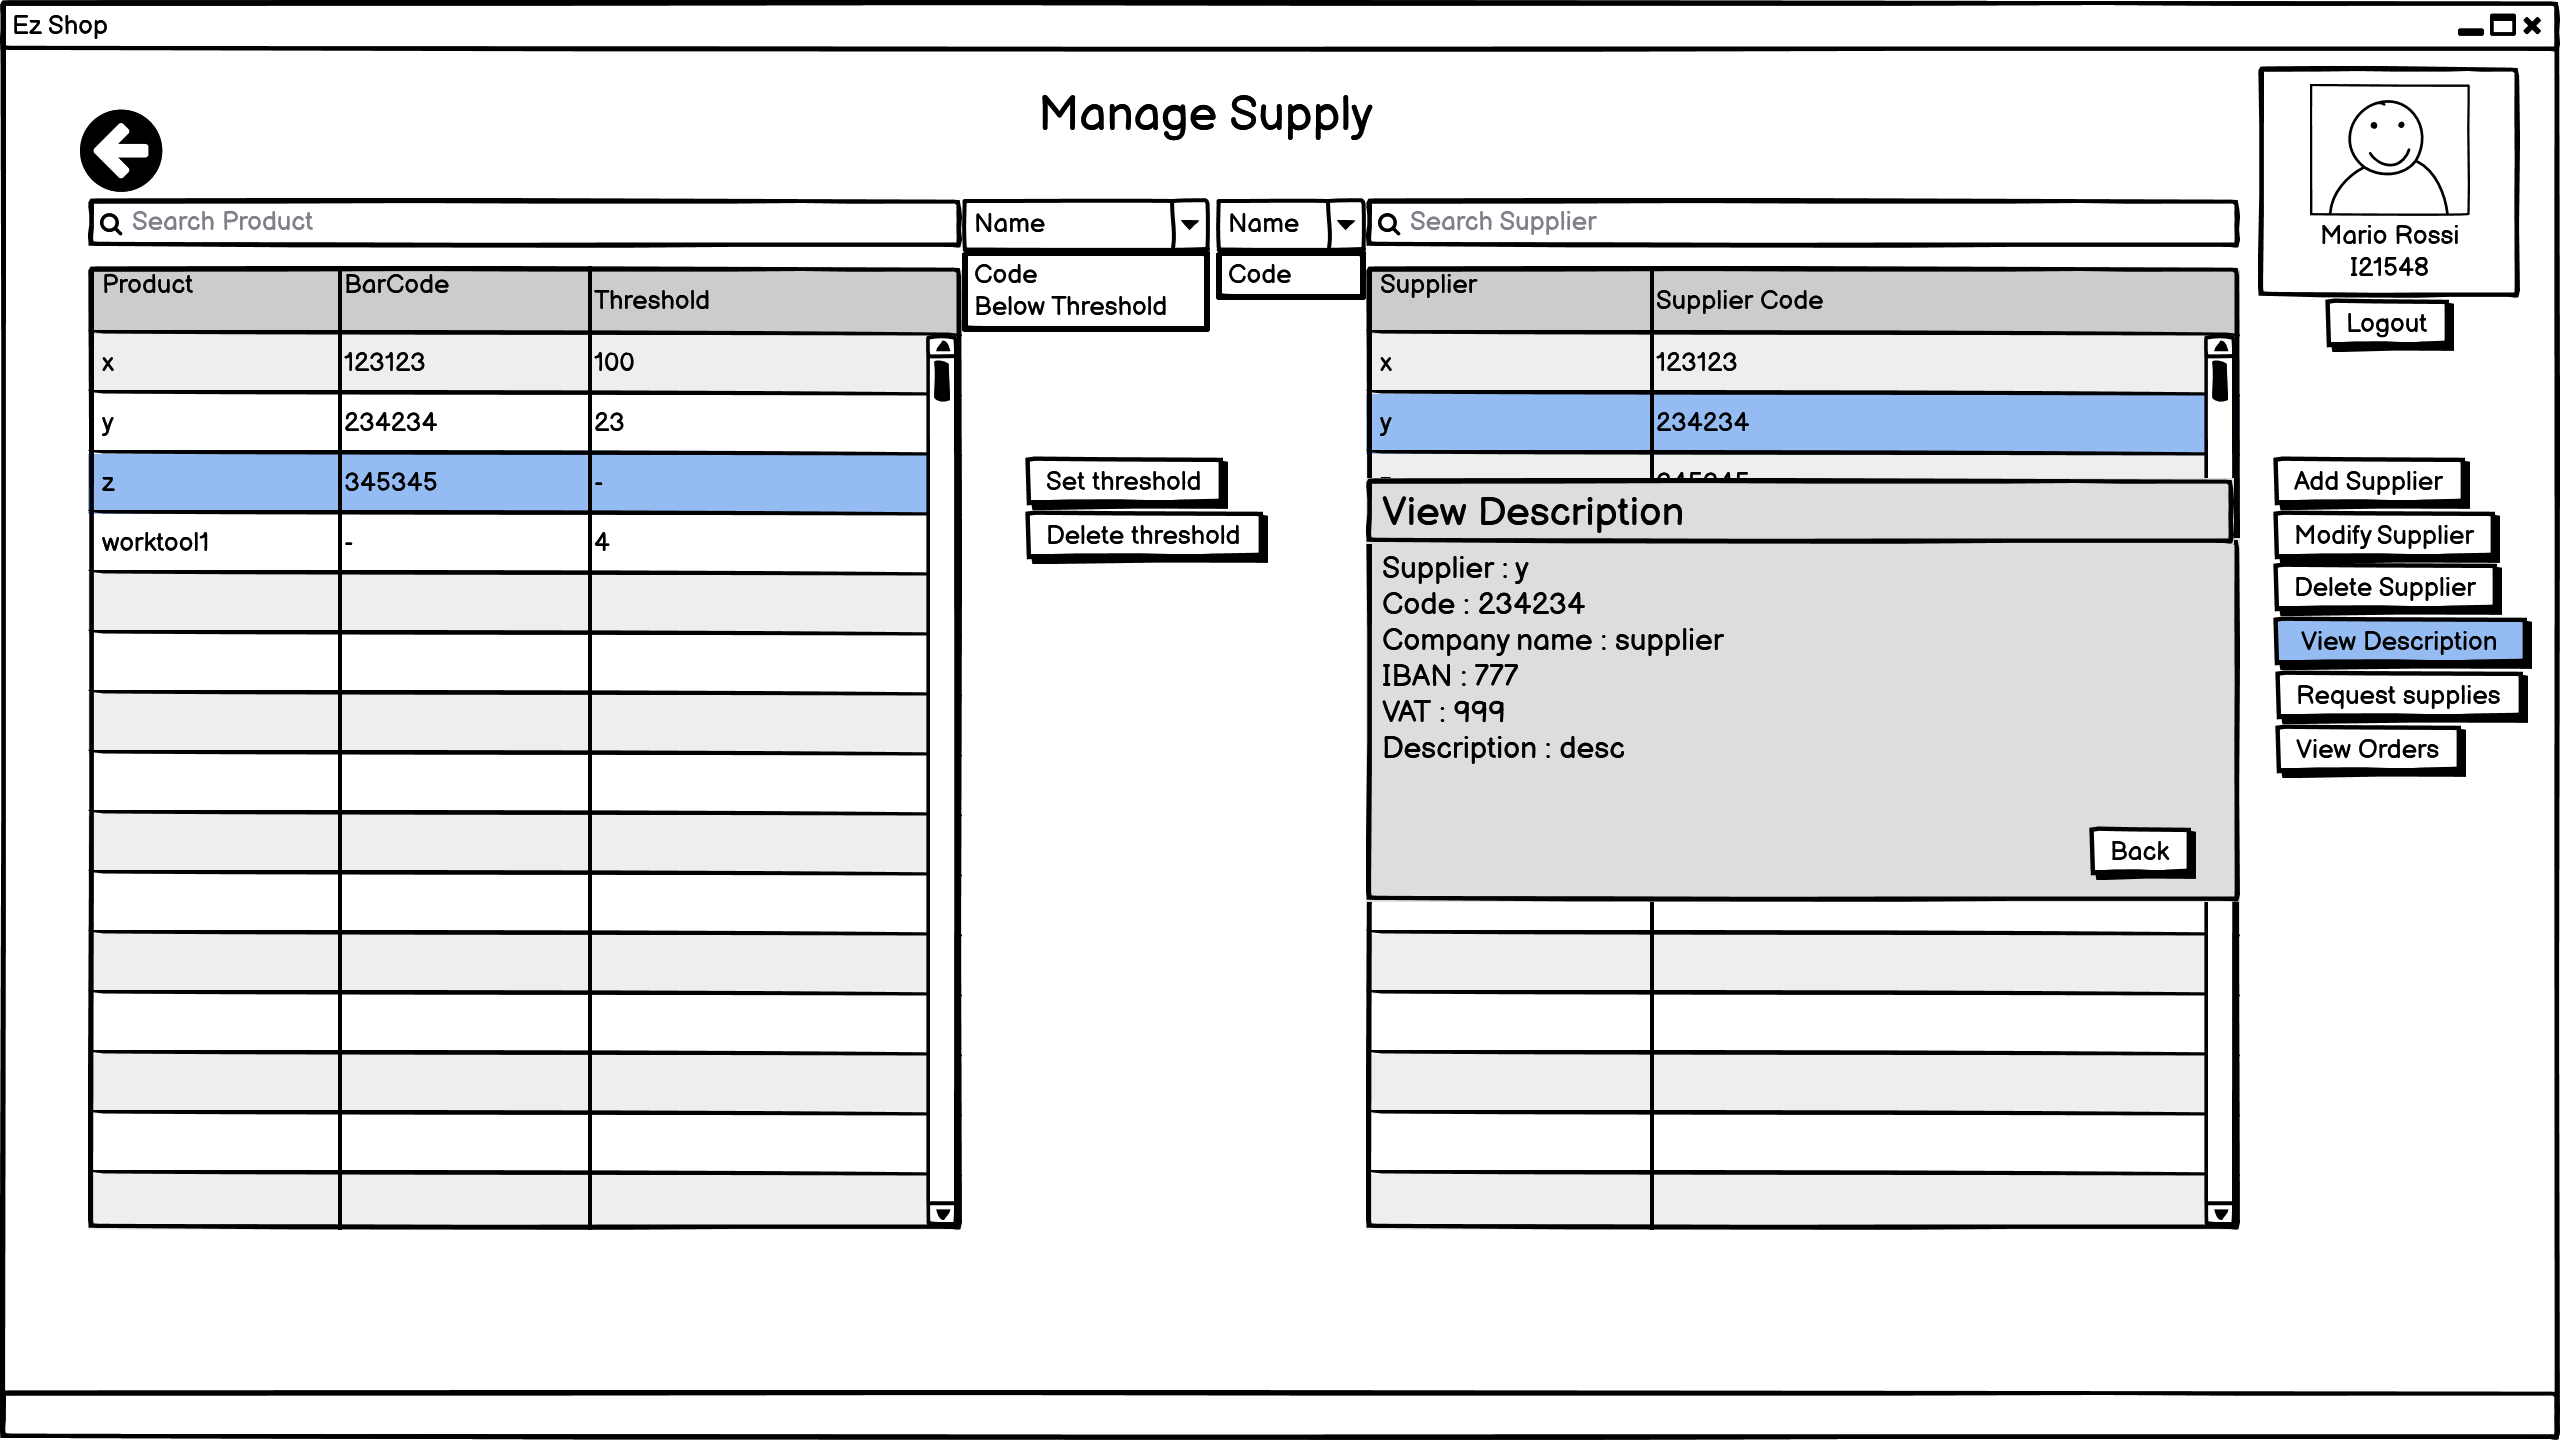 Ez Shop
Manage Supply
Mario Rossi
I21548
Logout
Search Product
Name
Code
Below Threshold
Name
Code
Search Supplier
Product BarCode Threshold
x 123123 100
y 234234 23
z 345345 -
worktool1 - 4
Set threshold
Delete threshold
Supplier Supplier Code
x 123123
y 234234
View Description
Supplier : y
Code : 234234
Company name : supplier
IBAN : 777
VAT : 999
Description : desc
Back
Add Supplier
Modify Supplier
Delete Supplier
View Description
Request supplies
View Orders